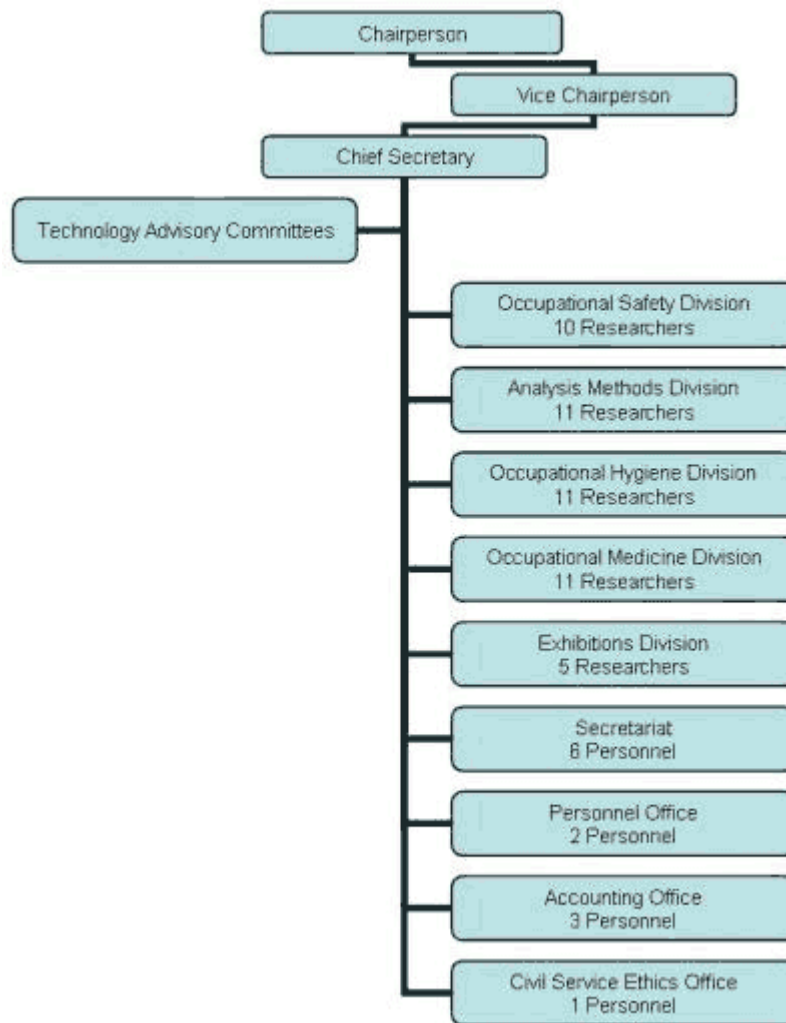 Chairperson
Vice Chairperson
Chief Secretary
Technology Advisory Committees
Occupational Safety Division
10 Researchers
Analysis Methods Division
11 Researchers
Occupational Hygiene Division
11 Researchers
Occupational Medicine Division
11 Researchers
Exhibitions Division
5 Researchers
Secretariat
6 Personnel
Personnel Office
2 Personnel
Accounting Office
3 Personnel
Civil Service Ethics Office
1 Personnel